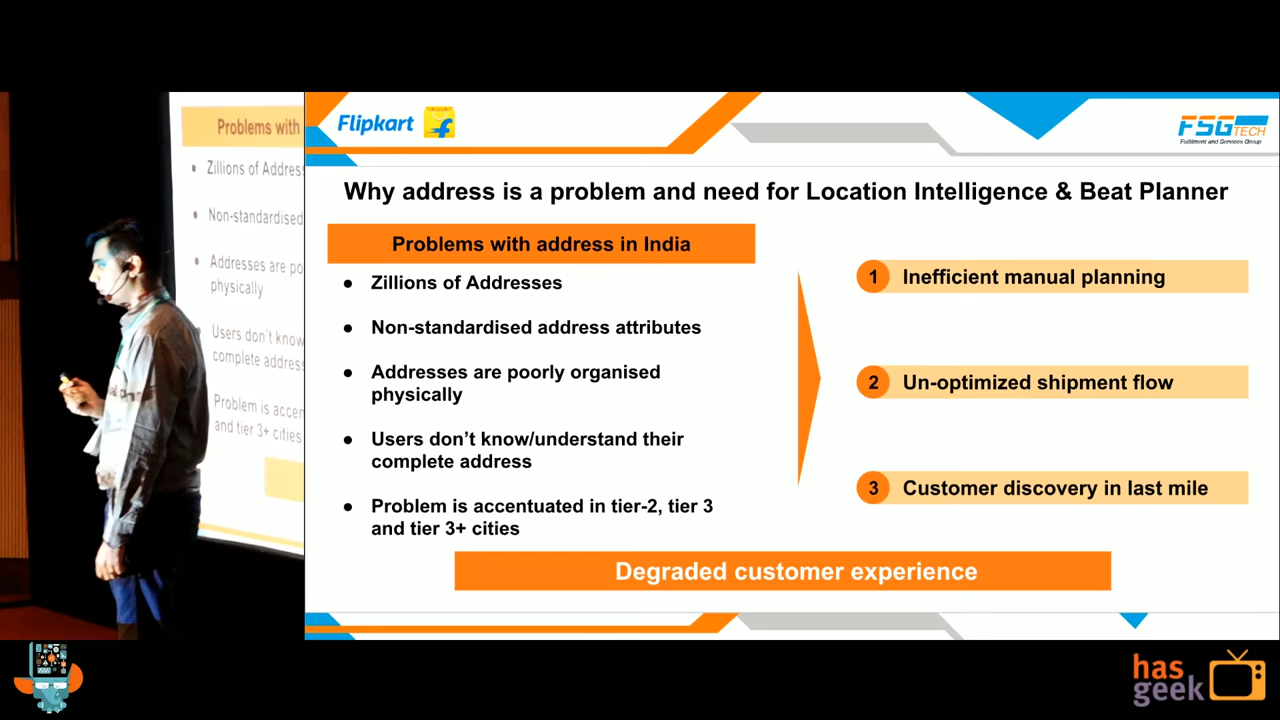 Problems with
Zillions of Addres
Non-standardised
Addresses are po
physically
Users don't know
complete addres
Problem is accen
and tier 3+ cities
Flipkart
FSG
TECH
Fulfilment and Services Group
Why address is a problem and need for Location Intelligence & Beat Planner
Problems with address in India
● Zillions of Addresses
● Non-standardised address attributes
● Addresses are poorly organised
physically
● Users don’t know/understand their
complete address
● Problem is accentuated in tier-2, tier 3
and tier 3+ cities
1 Inefficient manual planning
2 Un-optimized shipment flow
3 Customer discovery in last mile
Degraded customer experience
has
geek